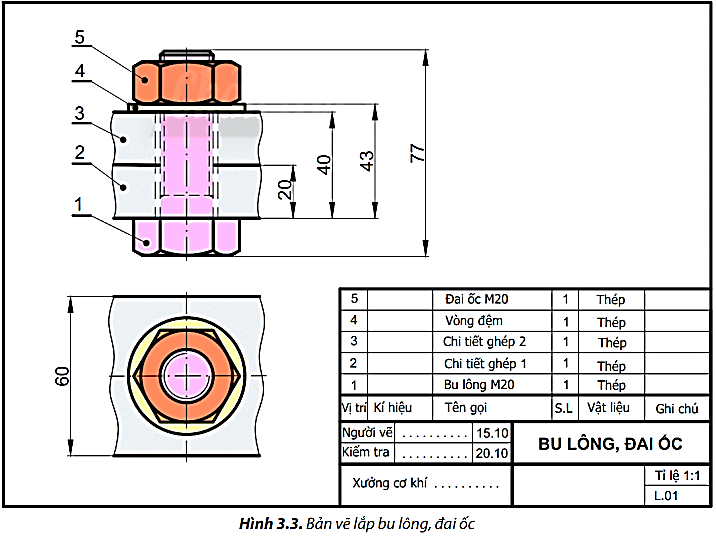 5
4
3
2
1
20
40
43
77
60
5 Đai ốc M20 1 Thép
4 Vòng đệm 1 Thép
3 Chi tiết ghép 2 1 Thép
2 Chi tiết ghép 1 1 Thép
1 Bu lông M20 1 Thép
Vị trí Kí hiệu Tên gọi S.L Vật liệu Ghi chú
Người vẽ .......... 15.10
Kiểm tra .......... 20.10
BU LÔNG, ĐAI ỐC
Xưởng cơ khí ..........
Tỉ lệ 1:1
L.01
Hình 3.3. Bản vẽ lắp bu lông, đai ốc